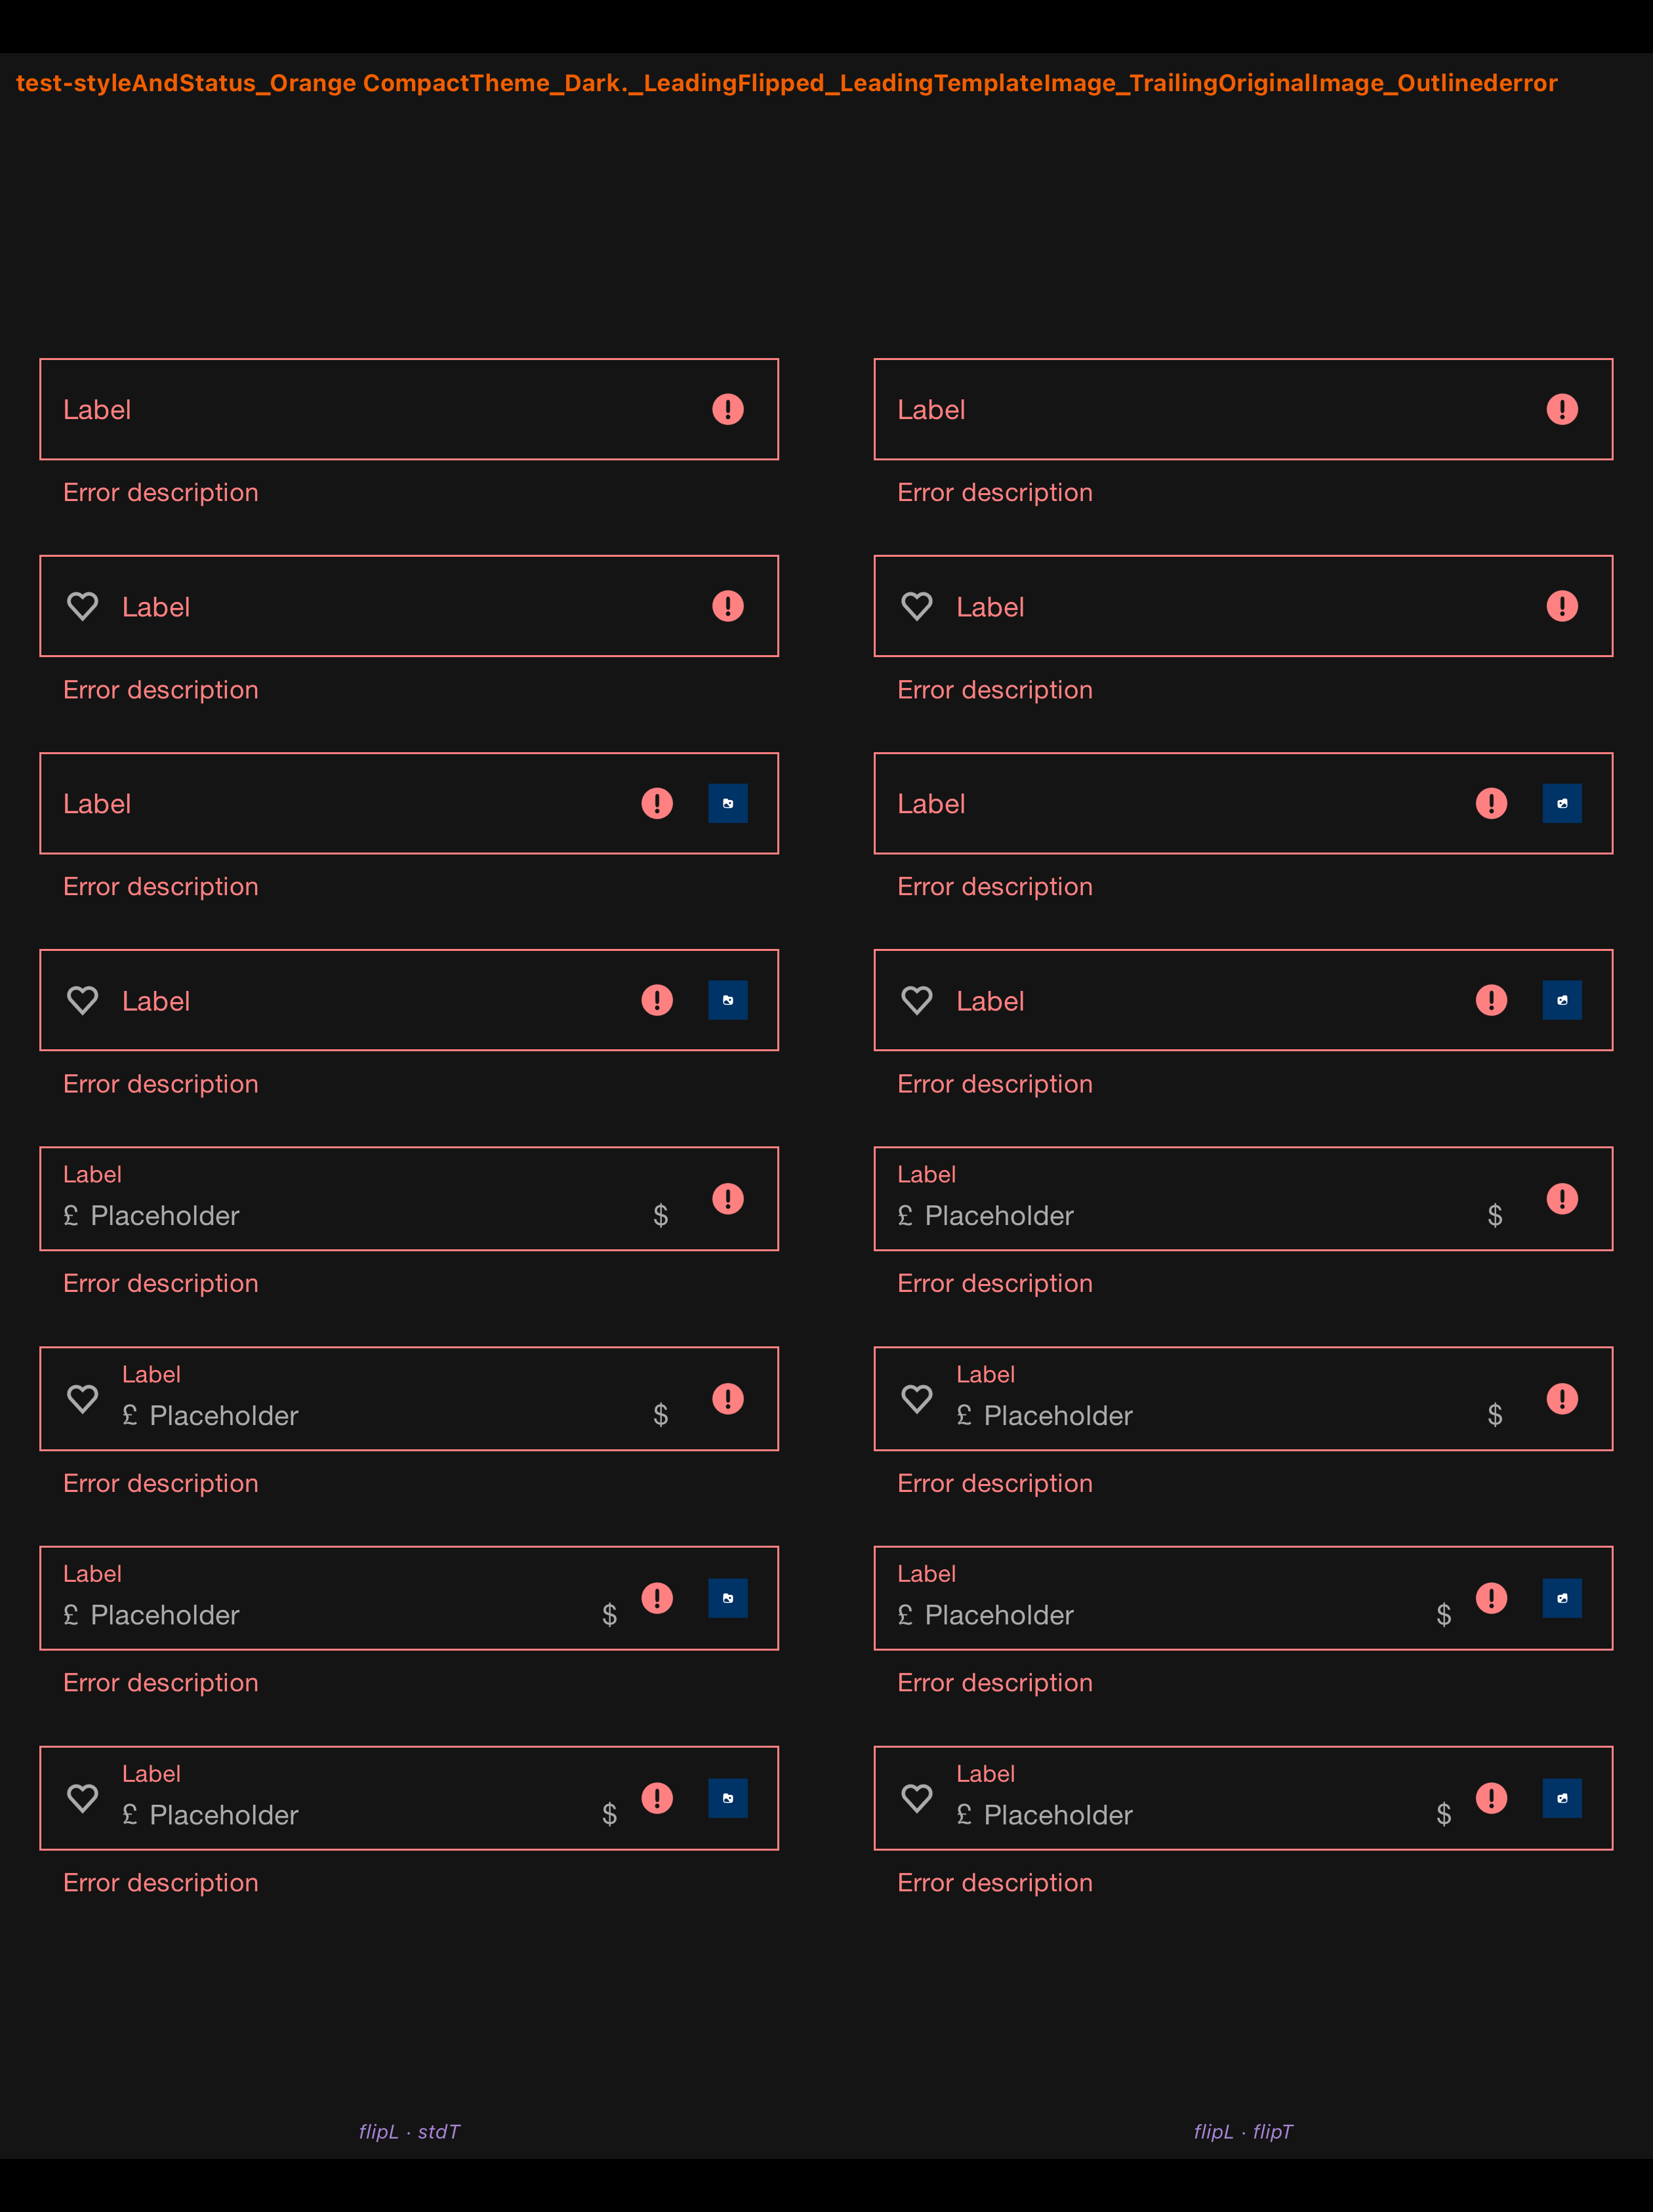 test-styleAndStatus_Orange CompactTheme_Dark._LeadingFlipped_LeadingTemplateImage_TrailingOriginalImage_Outlinederror
Label
Error description
Label
Error description
Label
Error description
Label
Error description
Label
£ Placeholder $
Error description
Label
£ Placeholder $
Error description
Label
£ Placeholder $
Error description
Label
£ Placeholder $
Error description
flipL · stdT
Label
Error description
Label
Error description
Label
Error description
Label
Error description
Label
£ Placeholder $
Error description
Label
£ Placeholder $
Error description
Label
£ Placeholder $
Error description
Label
£ Placeholder $
Error description
flipL · flipT